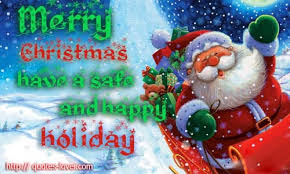 Merry
Christmas
have a safe
and happy
holiday
http:// quotes-lover.com